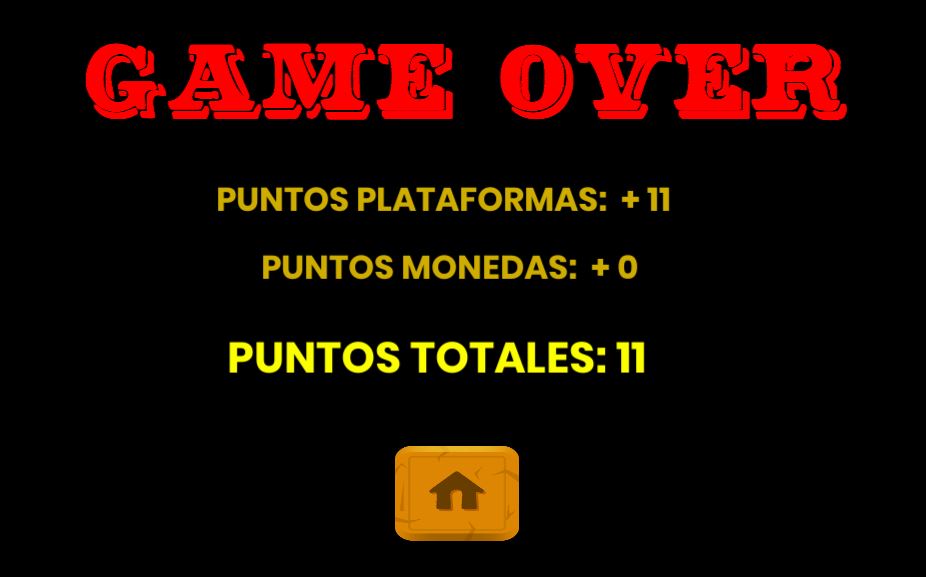 GAME OVER
PUNTOS PLATAFORMAS: + 11
PUNTOS MONEDAS: + 0
PUNTOS TOTALES: 11